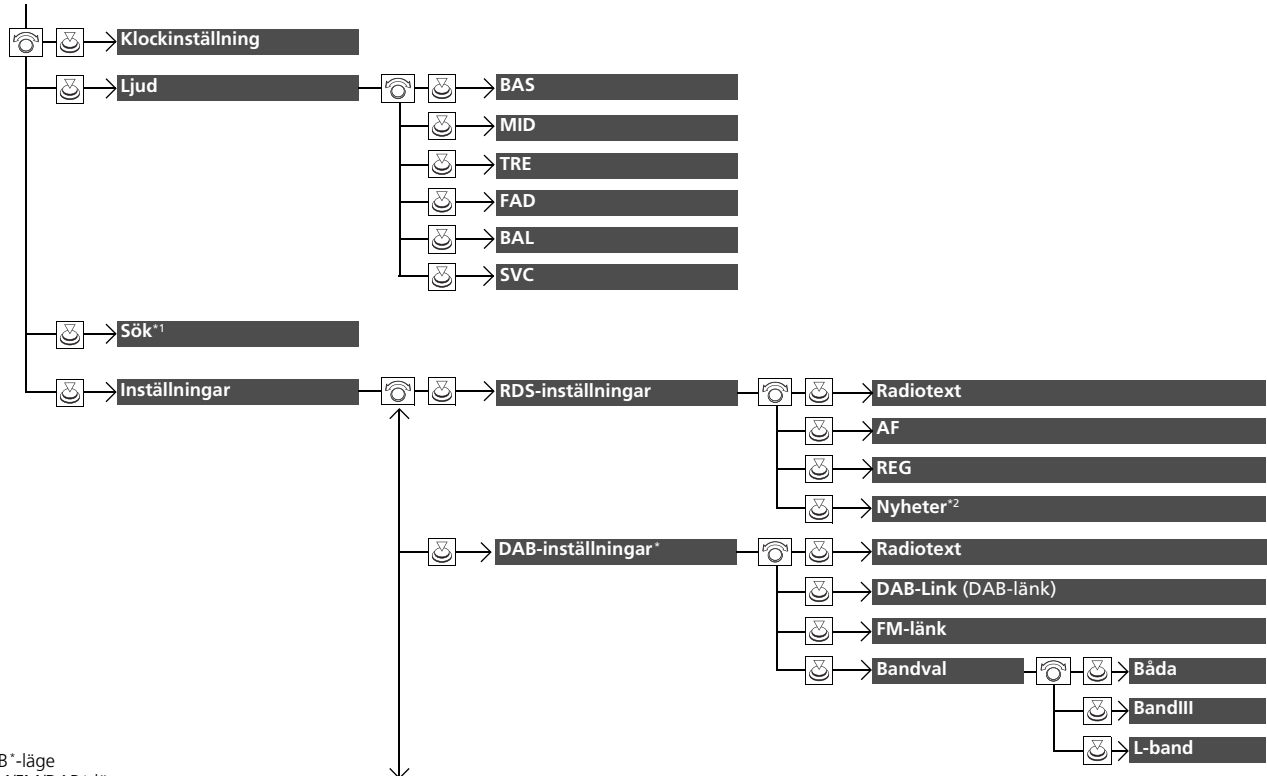 Klockinställning
Ljud
BAS
MID
TRE
FAD
BAL
SVC
Sök*1
Inställningar
RDS-inställningar
Radiotext
AF
REG
Nyheter*2
DAB-inställningar*
Radiotext
DAB-Link (DAB-länk)
FM-länk
Bandval
Båda
BandIII
L-band
B*-läge